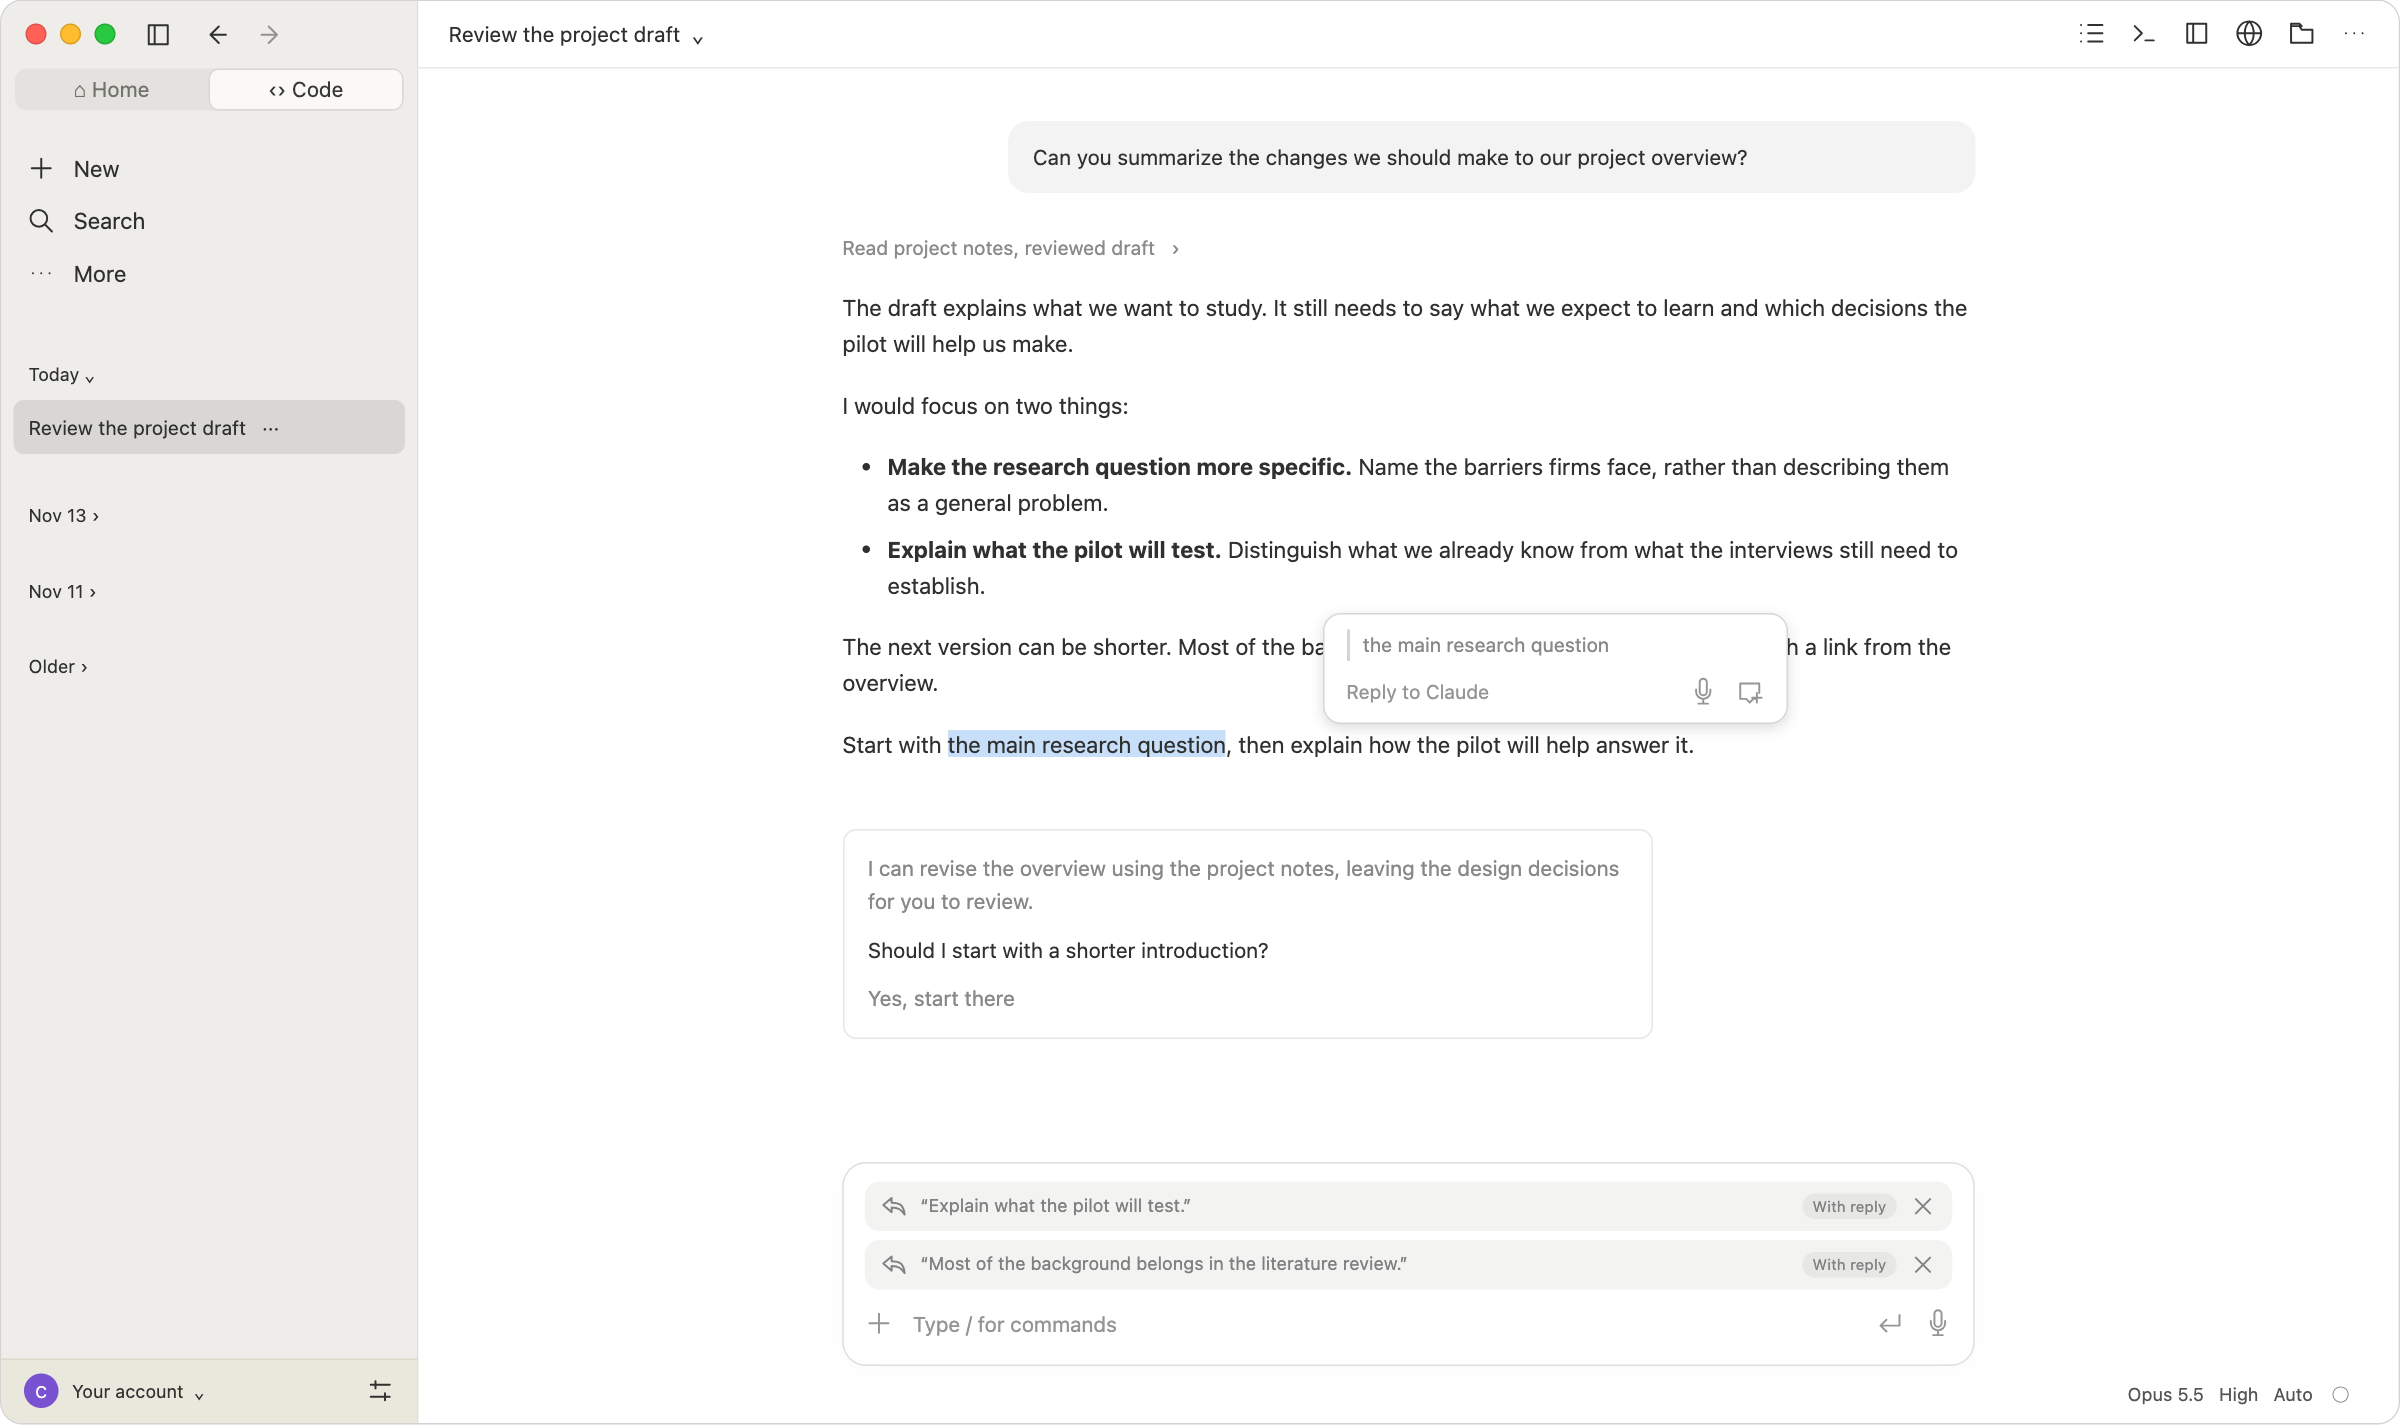 Review the project draft
Home
Code
New
Search
More
Today
Review the project draft
Nov 13
Nov 11
Older
Your account
C
Can you summarize the changes we should make to our project overview?
Read project notes, reviewed draft
The draft explains what we want to study. It still needs to say what we expect to learn and which decisions the
pilot will help us make.
I would focus on two things:
• Make the research question more specific. Name the barriers firms face, rather than describing them
as a general problem.
• Explain what the pilot will test. Distinguish what we already know from what the interviews still need to
establish.
The next version can be shorter. Most of the a link from the
overview.
the main research question
Reply to Claude
Start with the main research question, then explain how the pilot will help answer it.
I can revise the overview using the project notes, leaving the design decisions
for you to review.
Should I start with a shorter introduction?
Yes, start there
“Explain what the pilot will test.” With reply
“Most of the background belongs in the literature review.” With reply
Type / for commands
Opus 5.5 High Auto